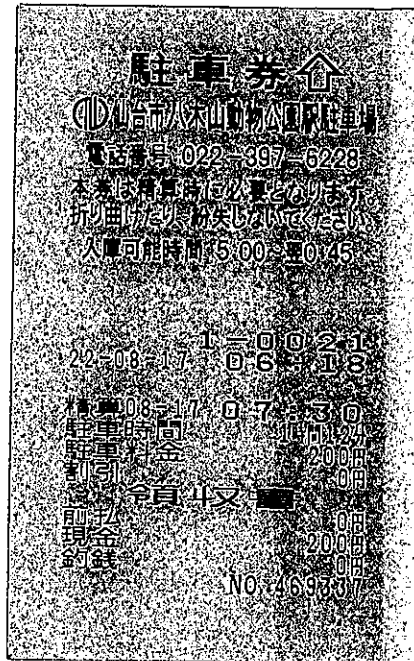 駐車券
仙台市八木山動物公園駅駐車場
電話番号 022-397-6228
本券は精算時に必要となります
折り曲げたり、紛失しないでください
入庫可能時間 5:00～翌0:45
1-0021
22-08-17 06:18
精算 08-17 07:30
駐車時間 1時間12分
駐車料金 200円
割引 0円
領収書
前払 0円
現金 200円
釣銭 0円